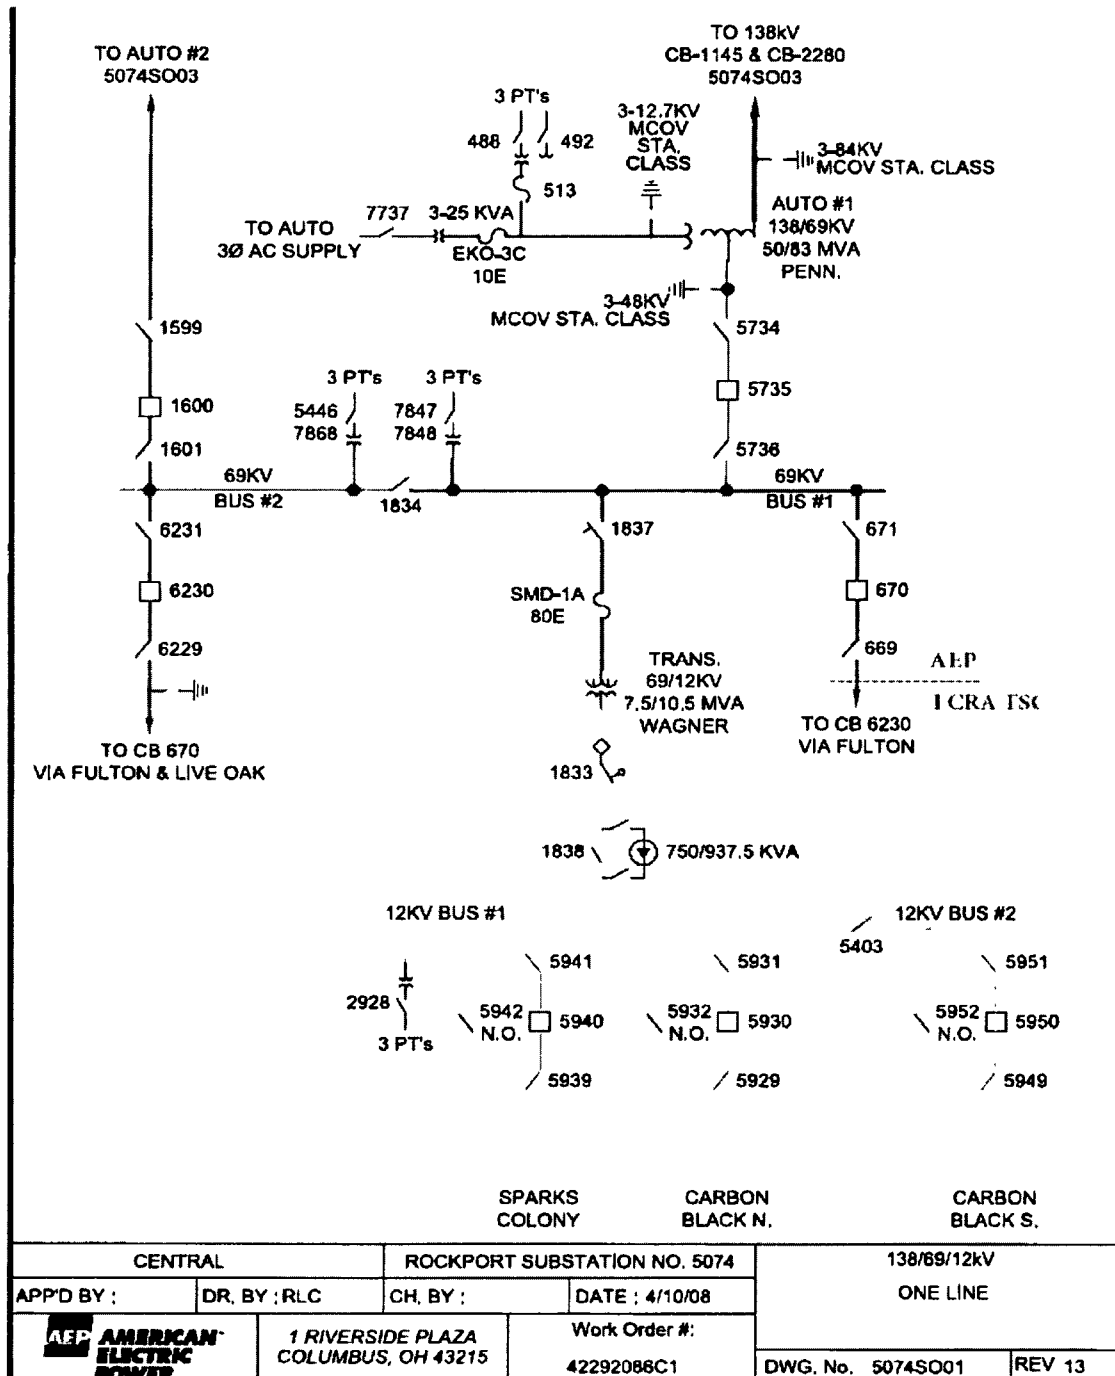 TO AUTO #2
5074SO03
TO 138kV
CB-1145 & CB-2280
5074SO03
3 PT's
488
492
513
3-12.7KV
MCOV
STA.
CLASS
3-84KV
MCOV STA. CLASS
TO AUTO
3Ø AC SUPPLY
7737
3-25 KVA
EKO-3C
10E
AUTO #1
138/69KV
50/83 MVA
PENN.
3-48KV
MCOV STA. CLASS
1599
5734
1600
5735
1601
5736
3 PT's
5446
7868
3 PT's
7847
7848
69KV
BUS #2
1834
69KV
BUS #1
6231
1837
671
6230
SMD-1A
80E
670
6229
669
TRANS.
69/12KV
7.5/10.5 MVA
WAGNER
AEP
TO CB 670
VIA FULTON & LIVE OAK
TO CB 6230
VIA FULTON
1833
1838
750/937.5 KVA
12KV BUS #1
12KV BUS #2
5403
5941
5931
5951
2928
3 PT's
5942
N.O.
5940
5932
N.O.
5930
5952
N.O.
5950
5939
5929
5949
SPARKS
COLONY
CARBON
BLACK N.
CARBON
BLACK S.
CENTRAL
ROCKPORT SUBSTATION NO. 5074
138/69/12kV
ONE LINE
APP'D BY :
DR. BY : RLC
CH. BY :
DATE : 4/10/08
AEP AMERICAN
ELECTRIC
POWER
1 RIVERSIDE PLAZA
COLUMBUS, OH 43215
Work Order #:
42292086C1
DWG. No. 5074SO01
REV 13